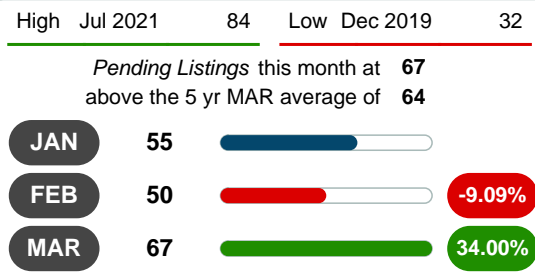 High Jul 2021 84 Low Dec 2019 32
Pending Listings this month at 67
above the 5 yr MAR average of 64
JAN 55
FEB 50 -9.09%
MAR 67 34.00%